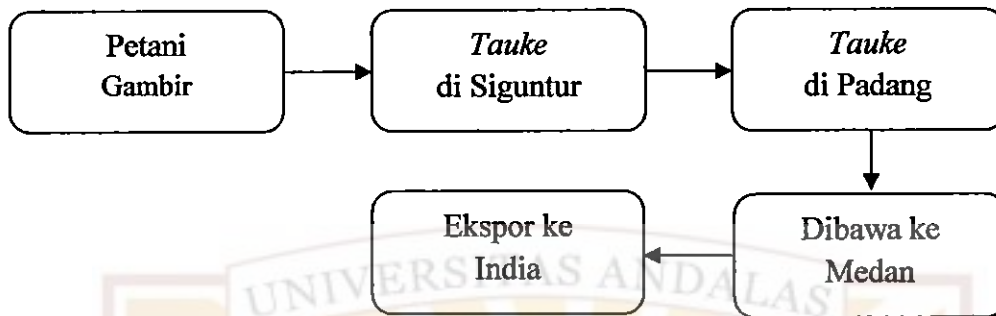 Petani
Gambir
Tauke
di Siguntur
Tauke
di Padang
Ekspor ke
India
Dibawa ke
Medan
UNIVERSITAS ANDALAS